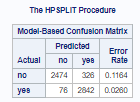 The HPSPLIT Procedure
Model-Based Confusion Matrix
Predicted Error
Actual no yes Rate
no 2474 326 0.1164
yes 76 2842 0.0260